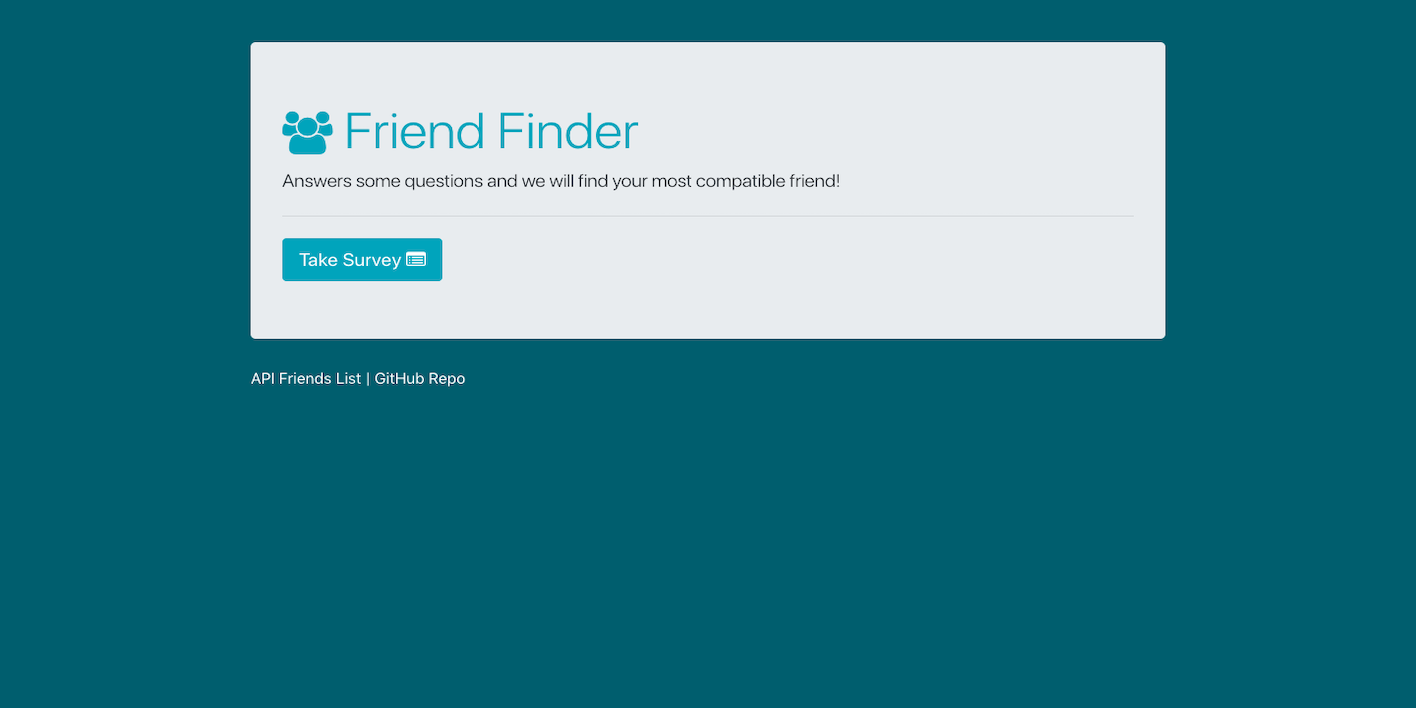 Friend Finder
Answers some questions and we will find your most compatible friend!
Take Survey
API Friends List | GitHub Repo